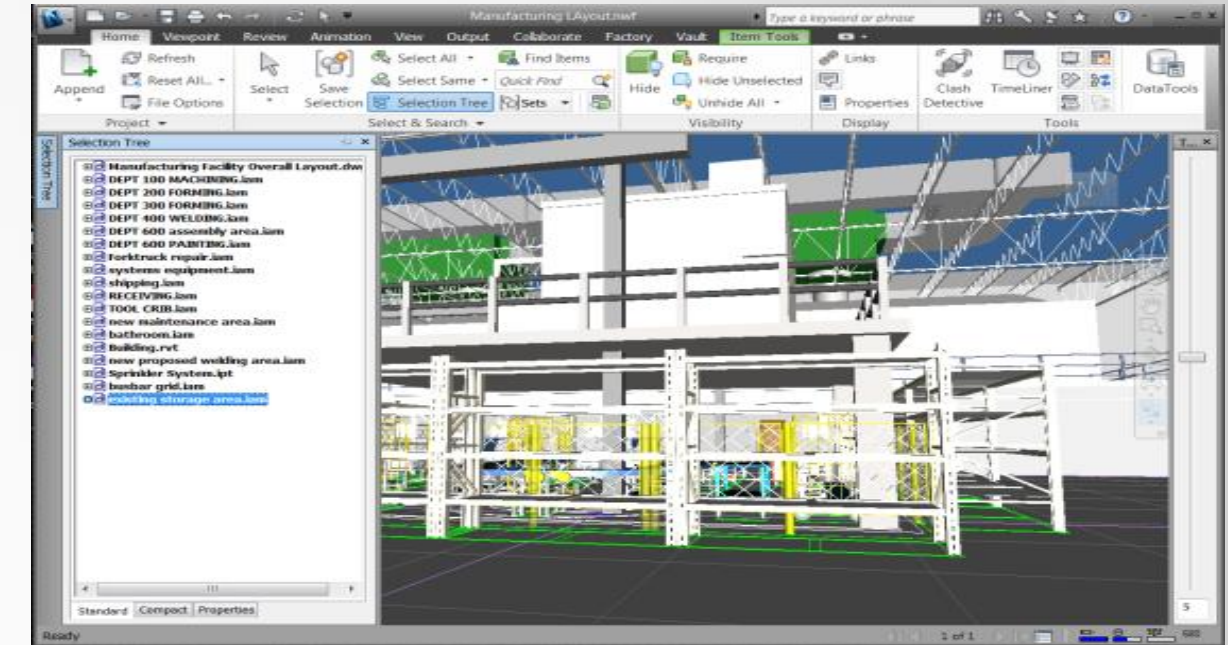 Manufacturing LAyout.nwf
Type a keyword or phrase
Home Viewpoint Review Animation View Output Collaborate Factory Vault Item Tools
Append
Refresh
Reset All...
File Options
Project
Select
Save Selection
Select All
Select Same
Selection Tree
Find Items
Quick Find
Sets
Select & Search
Hide
Require
Hide Unselected
Unhide All
Visibility
Links
Properties
Display
Clash Detective
TimeLiner
DataTools
Tools
Selection Tree
Selection Tree
Manufacturing Facility Overall Layout.dw
DEPT 100 MACHINING.iam
DEPT 200 FORMING.iam
DEPT 300 FORMING.iam
DEPT 400 WELDING.iam
DEPT 600 assembly area.iam
DEPT 600 PAINTING.iam
Forktruck repair.iam
systems equipment.iam
shipping.iam
RECEIVING.iam
TOOL CRIB.iam
new maintenance area.iam
bathroom.iam
Building.rvt
new proposed welding area.iam
Sprinkler System.ipt
busbar grid.iam
existing storage area.iam
Standard Compact Properties
T...
5
Ready
1 of 1